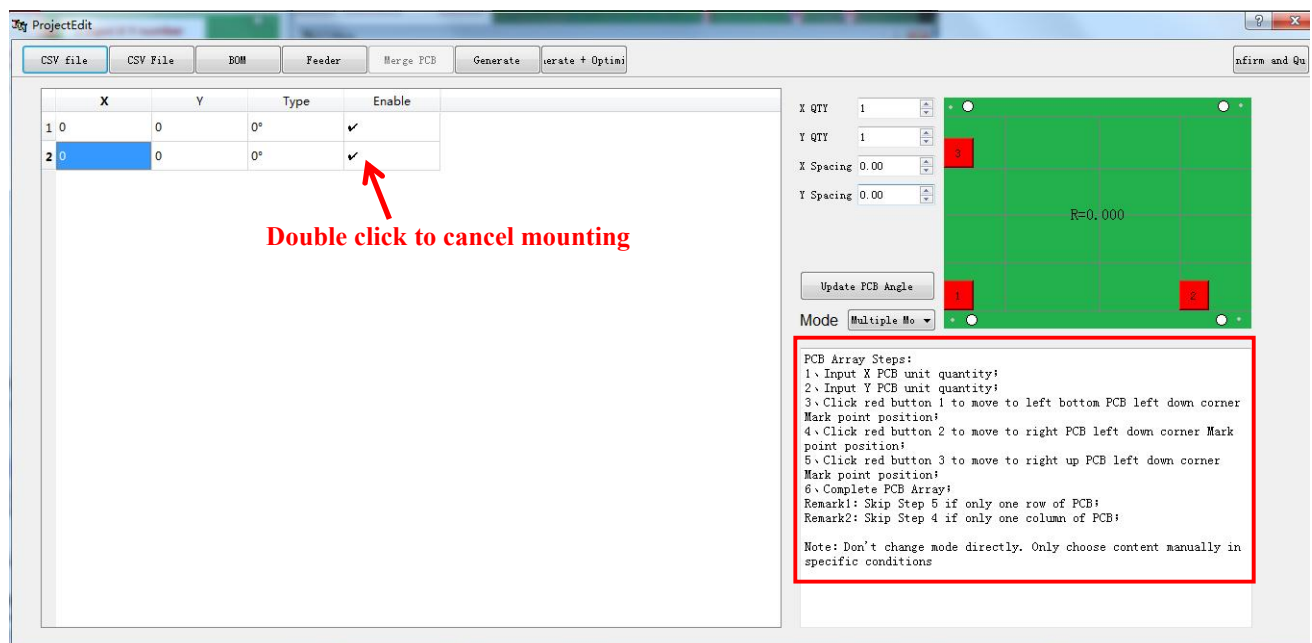 ProjectEdit
CSV file CSV File BOM Feeder Merge PCB Generate erate + Optimi nfirm and Qu
X Y Type Enable
1 0 0 0° ✔
2 0 0 0° ✔
Double click to cancel mounting
X QTY 1
Y QTY 1
X Spacing 0.00
Y Spacing 0.00
Update PCB Angle
Mode Multiple Mo
3
R=0.000
1
2
PCB Array Steps:
1、Input X PCB unit quantity;
2、Input Y PCB unit quantity;
3、Click red button 1 to move to left bottom PCB left down corner
Mark point position;
4、Click red button 2 to move to right PCB left down corner Mark
point position;
5、Click red button 3 to move to right up PCB left down corner
Mark point position;
6、Complete PCB Array;
Remark1: Skip Step 5 if only one row of PCB;
Remark2: Skip Step 4 if only one column of PCB;
Note: Don't change mode directly. Only choose content manually in
specific conditions